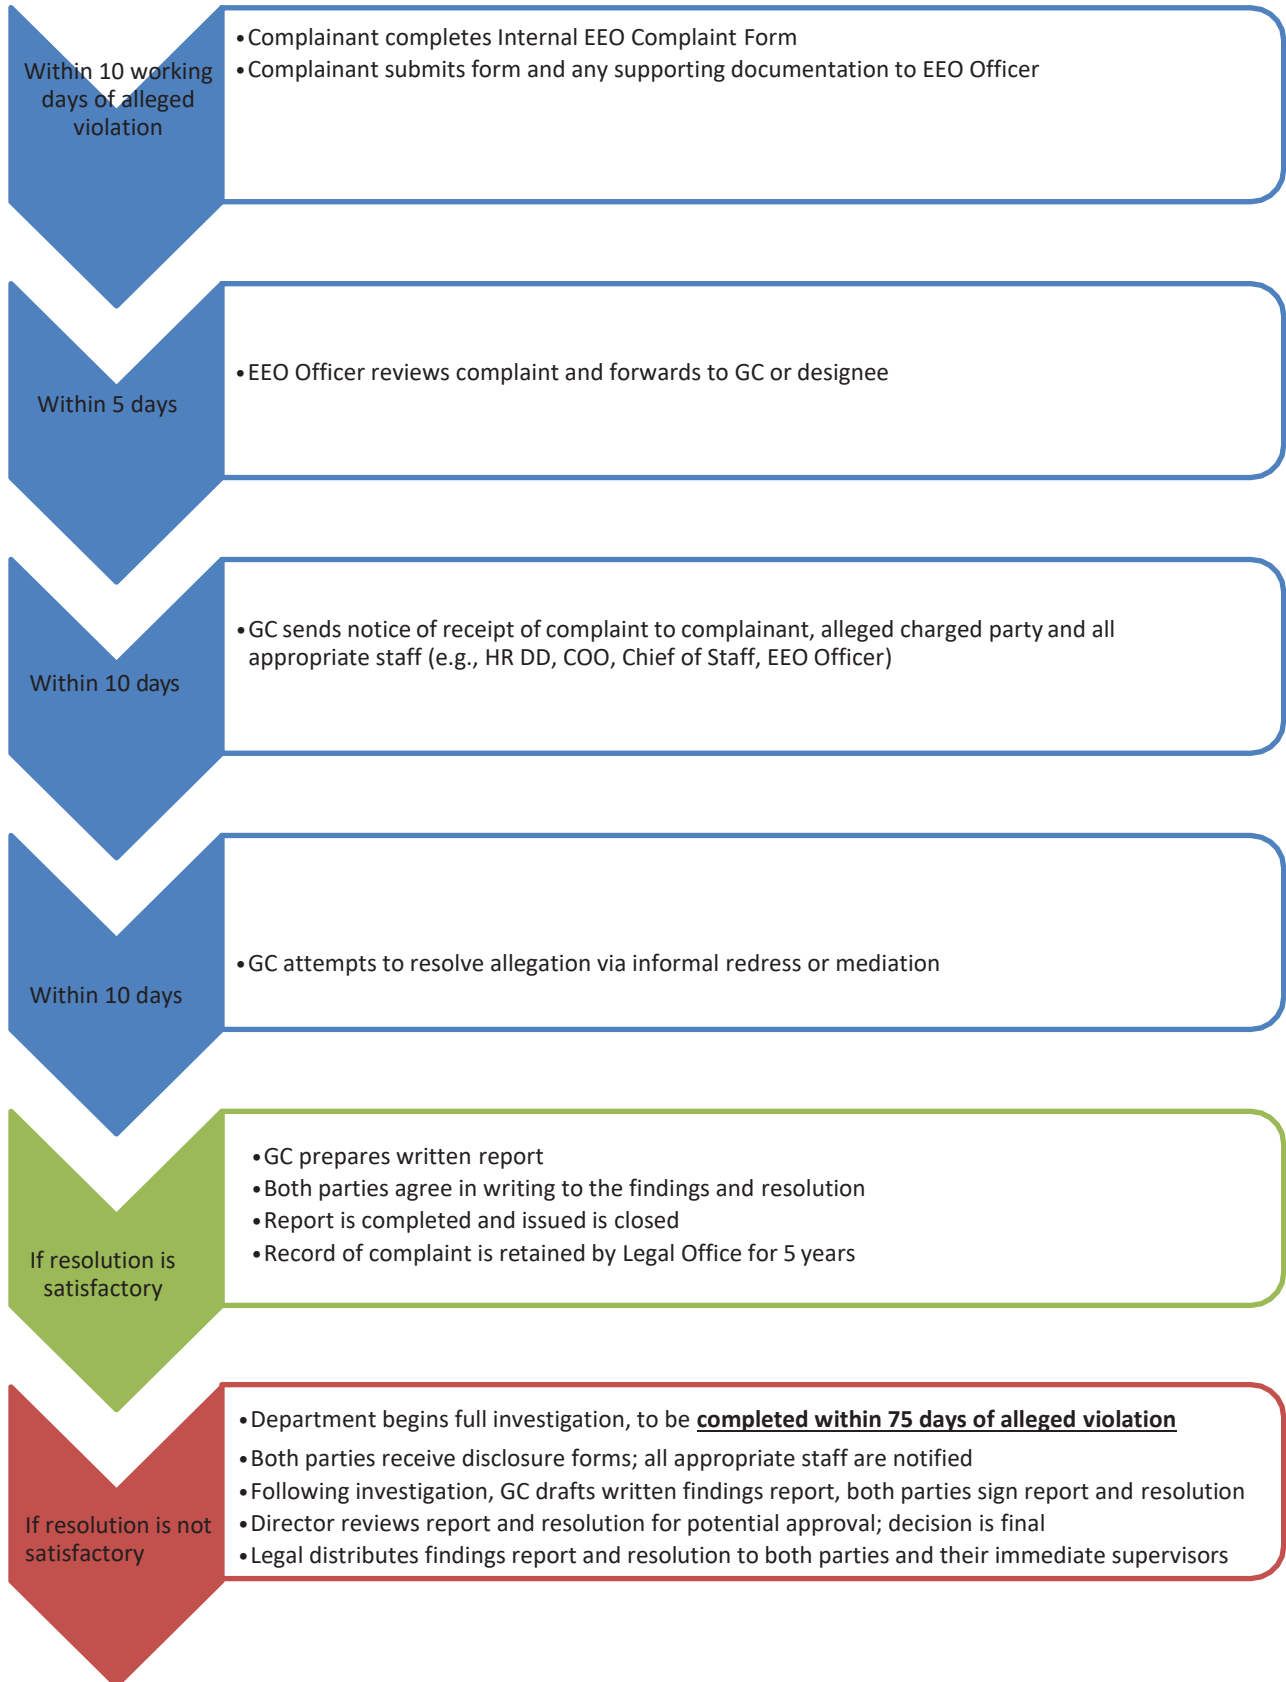 Within 10 working
days of alleged
violation
•Complainant completes Internal EEO Complaint Form
•Complainant submits form and any supporting documentation to EEO Officer
Within 5 days
•EEO Officer reviews complaint and forwards to GC or designee
Within 10 days
•GC sends notice of receipt of complaint to complainant, alleged charged party and all
appropriate staff (e.g., HR DD, COO, Chief of Staff, EEO Officer)
Within 10 days
•GC attempts to resolve allegation via informal redress or mediation
If resolution is
satisfactory
•GC prepares written report
•Both parties agree in writing to the findings and resolution
•Report is completed and issued is closed
•Record of complaint is retained by Legal Office for 5 years
If resolution is not
satisfactory
•Department begins full investigation, to be completed within 75 days of alleged violation
•Both parties receive disclosure forms; all appropriate staff are notified
•Following investigation, GC drafts written findings report, both parties sign report and resolution
•Director reviews report and resolution for potential approval; decision is final
•Legal distributes findings report and resolution to both parties and their immediate supervisors